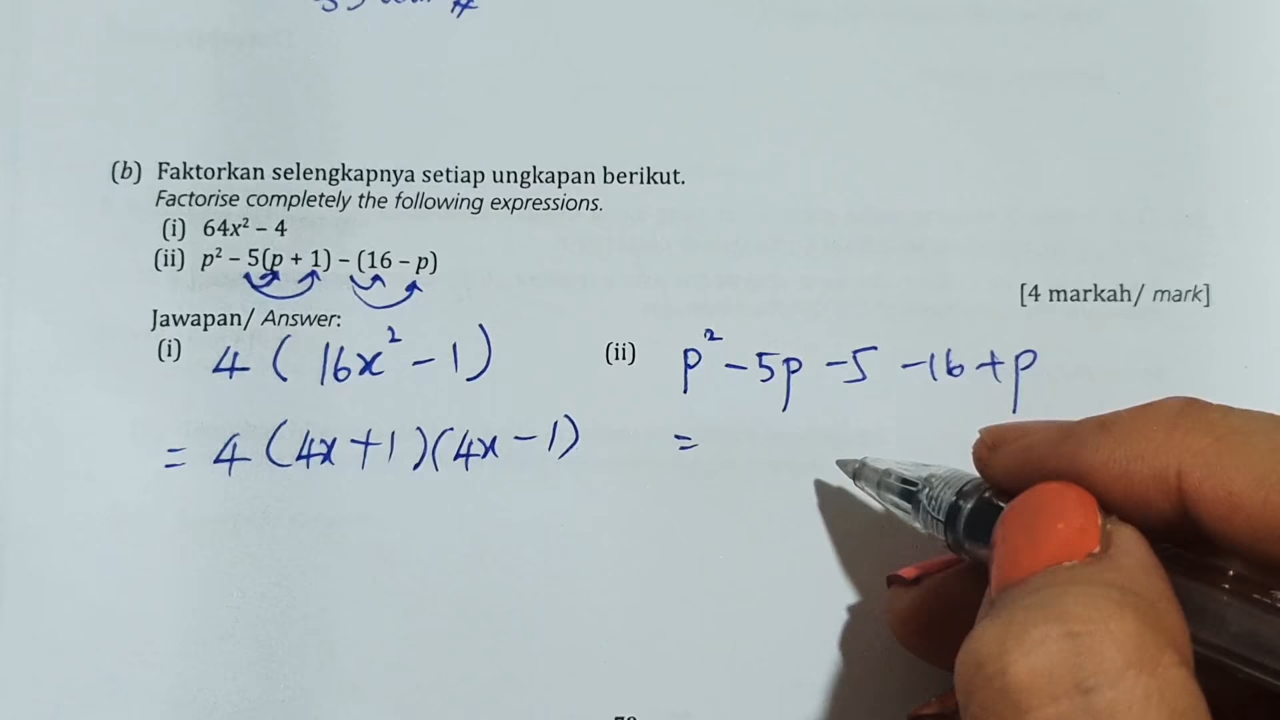 (b) Faktorkan selengkapnya setiap ungkapan berikut.
Factorise completely the following expressions.
(i) 64x² – 4
(ii) p² – 5(p + 1) – (16 – p)
[4 markah/ mark]
Jawapan/ Answer:
(i) 4 ( 16x² – 1 )
= 4 (4x + 1)(4x – 1)
(ii) p² – 5p – 5 – 16 + p
=